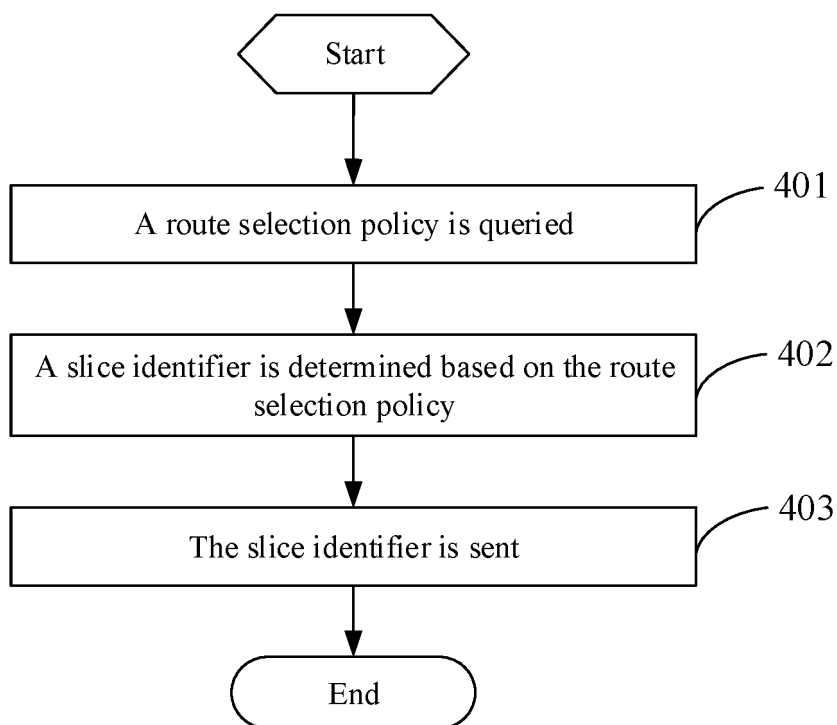 Start
401
A route selection policy is queried
402
A slice identifier is determined based on the route
selection policy
403
The slice identifier is sent
End